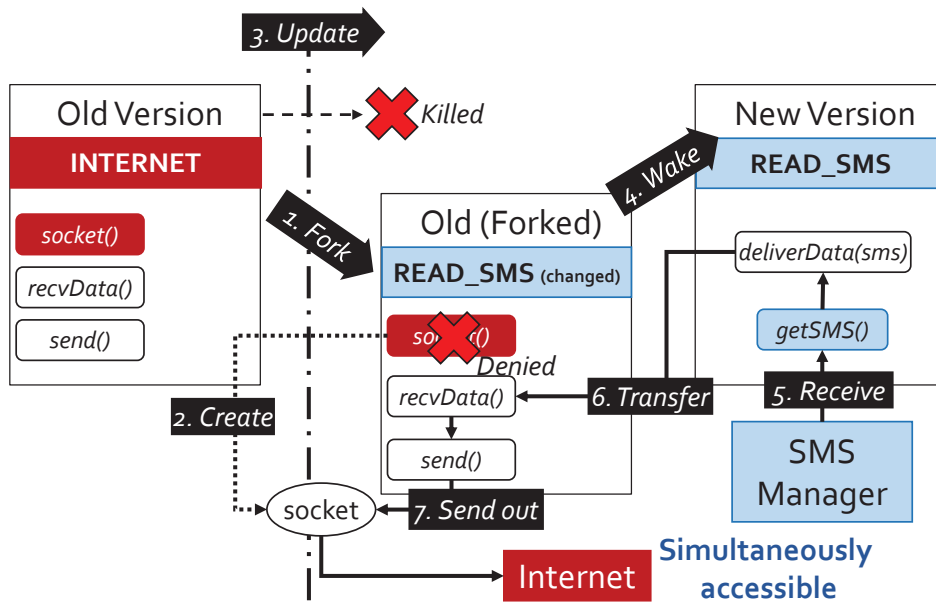 3. Update
Old Version
INTERNET
socket()
recvData()
send()
Killed
1. Fork
Old (Forked)
READ_SMS (changed)
Denied
recvData()
send()
2. Create
socket
7. Send out
4. Wake
New Version
READ_SMS
deliverData(sms)
getSMS()
6. Transfer
5. Receive
SMS
Manager
Internet
Simultaneously
accessible